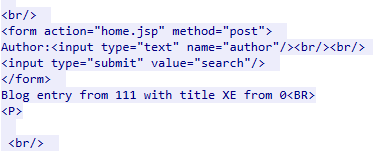 <br/>
<form action="home.jsp" method="post">
Author:<input type="text" name="author"/><br/><br/>
<input type="submit" value="search"/>
</form>
Blog entry from 111 with title XE from 0<BR>
<P>
<br/>